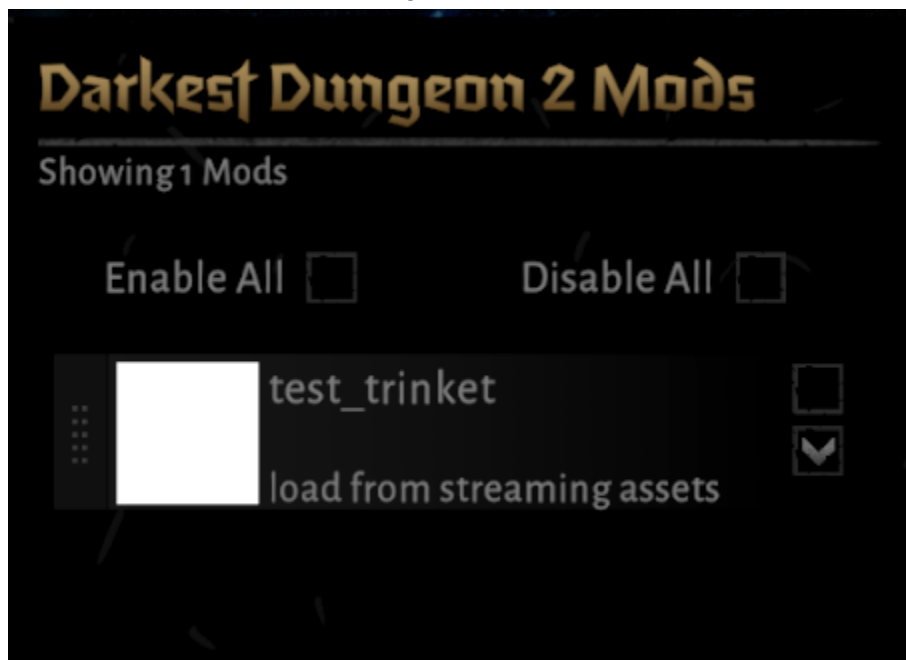 Darkest Dungeon 2 Mods
Showing 1 Mods
Enable All Disable All
test_trinket
load from streaming assets